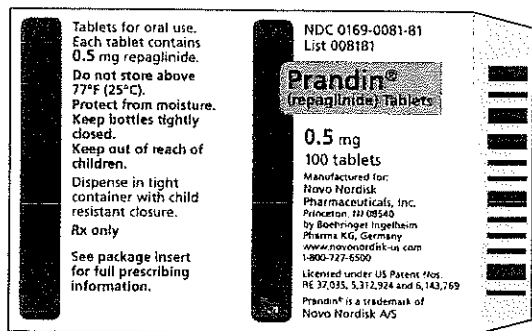 Tablets for oral use.
Each tablet contains
0.5 mg repaglinide.
Do not store above
77°F (25°C).
Protect from moisture.
Keep bottles tightly
closed.
Keep out of reach of
children.
Dispense in tight
container with child
resistant closure.
Rx only
See package insert
for full prescribing
information.
NDC 0169-0081-81
List 008181
Prandin®
(repaglinide) Tablets
0.5 mg
100 tablets
Manufactured for:
Novo Nordisk
Pharmaceuticals, Inc.
Princeton, NJ 08540
by Boehringer Ingelheim
Pharma KG, Germany
www.novonordisk-us.com
1-800-727-6500
Licensed under US Patent Nos.
RE 37,035, 5,312,924 and 6,143,769
Prandin® is a trademark of
Novo Nordisk A/S